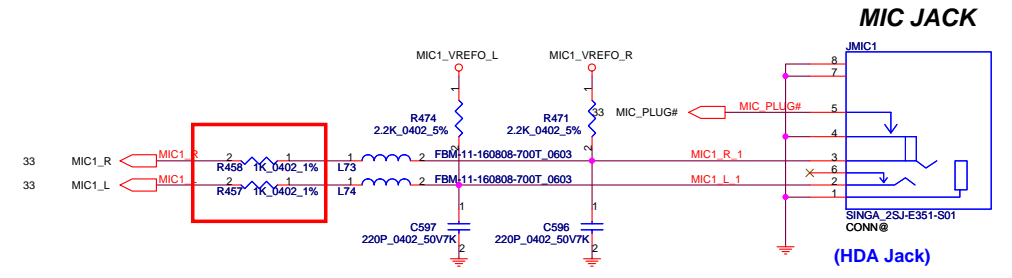 MIC JACK
JMIC1
MIC1_VREFO_L
MIC1_VREFO_R
8
7
1
1
R474
2.2K_0402_5%
R471
2.2K_0402_5%
33
MIC_PLUG#
MIC_PLUG#
5
2
2
4
33
MIC1_R
MIC1_R
2
1
1
2
FBM-11-160808-700T_0603
MIC1_R_1
3
R458
1K_0402_1%
L73
6
33
MIC1_L
2
1
1
2
FBM-11-160808-700T_0603
MIC1_L_1
2
R457
1K_0402_1%
L74
1
1
1
C597
220P_0402_50V7K
C596
220P_0402_50V7K
2
2
SINGA_2SJ-E351-S01
CONN@
(HDA Jack)